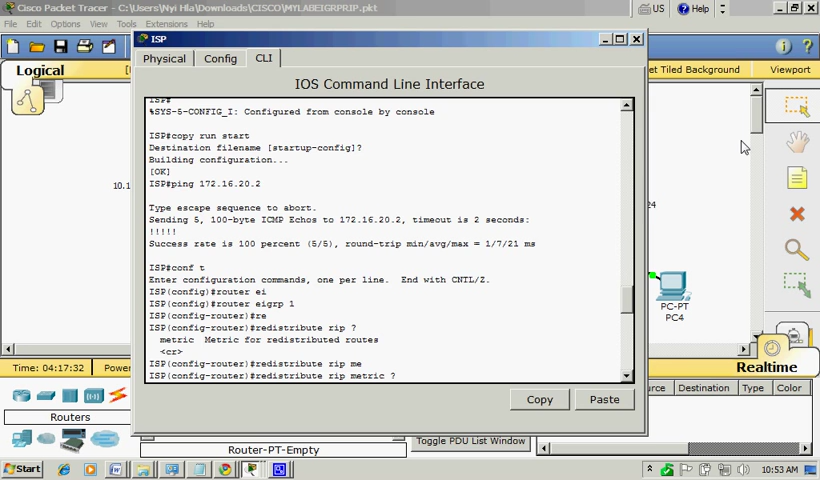 Cisco Packet Tracer - C:\Users\Nyi Hla\Downloads\CISCO\MYLABEIGRPRIP.pkt
US Help
File Edit Options View Tools Extensions Help
Logical
et Tiled Background Viewport
ISP
Physical Config CLI
IOS Command Line Interface
ISP#
%SYS-5-CONFIG_I: Configured from console by console
ISP#copy run start
Destination filename [startup-config]?
Building configuration...
[OK]
ISP#ping 172.16.20.2
Type escape sequence to abort.
Sending 5, 100-byte ICMP Echos to 172.16.20.2, timeout is 2 seconds:
!!!!!
Success rate is 100 percent (5/5), round-trip min/avg/max = 1/7/21 ms
ISP#conf t
Enter configuration commands, one per line. End with CNTL/Z.
ISP(config)#router ei
ISP(config)#router eigrp 1
ISP(config-router)#re
ISP(config-router)#redistribute rip ?
metric Metric for redistributed routes
<cr>
ISP(config-router)#redistribute rip me
ISP(config-router)#redistribute rip metric ?
Copy Paste
10.1
24
PC-PT
PC4
Time: 04:17:32 Power
Realtime
Routers
Router-PT-Empty
Toggle PDU List Window
ource Destination Type Color
Start
10:53 AM